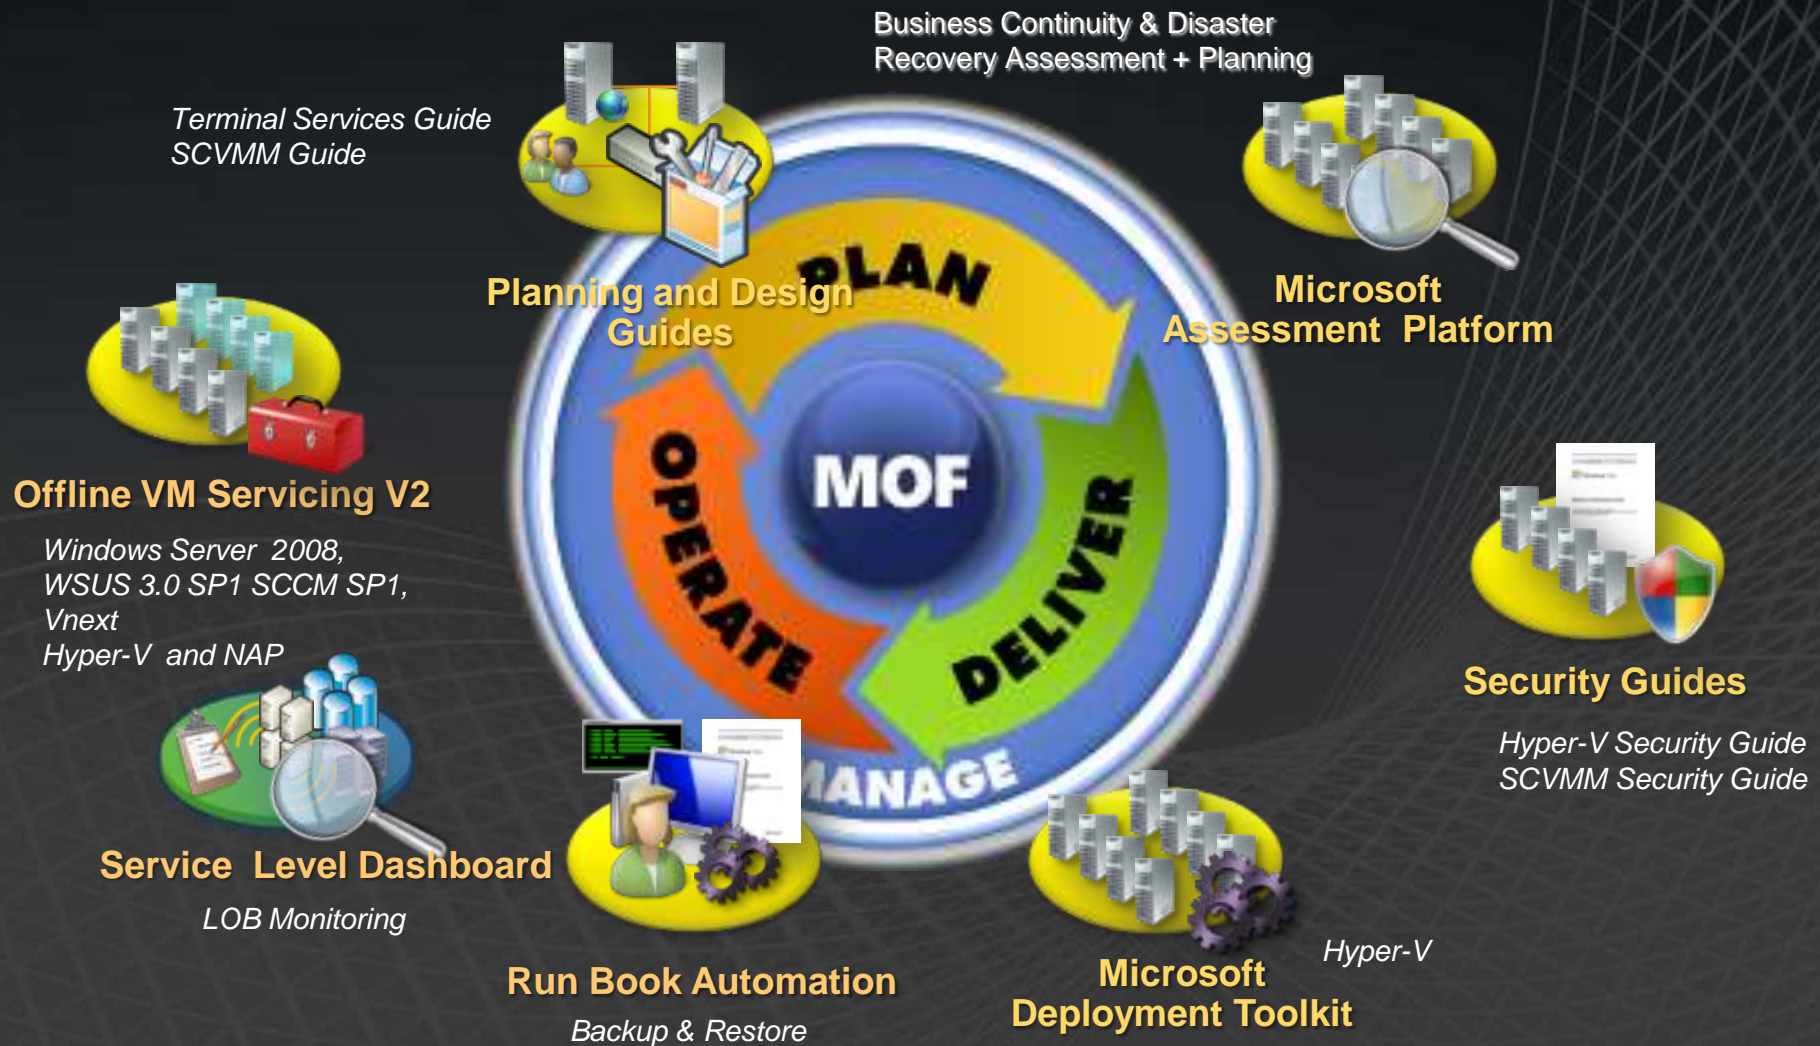 Business Continuity & Disaster
Recovery Assessment + Planning
Terminal Services Guide
SCVMM Guide
Planning and Design
Guides
Microsoft
Assessment Platform
PLAN
DELIVER
OPERATE
MOF
MANAGE
Offline VM Servicing V2
Windows Server 2008,
WSUS 3.0 SP1 SCCM SP1,
Vnext
Hyper-V and NAP
Security Guides
Hyper-V Security Guide
SCVMM Security Guide
Service Level Dashboard
LOB Monitoring
Run Book Automation
Backup & Restore
Hyper-V
Microsoft
Deployment Toolkit